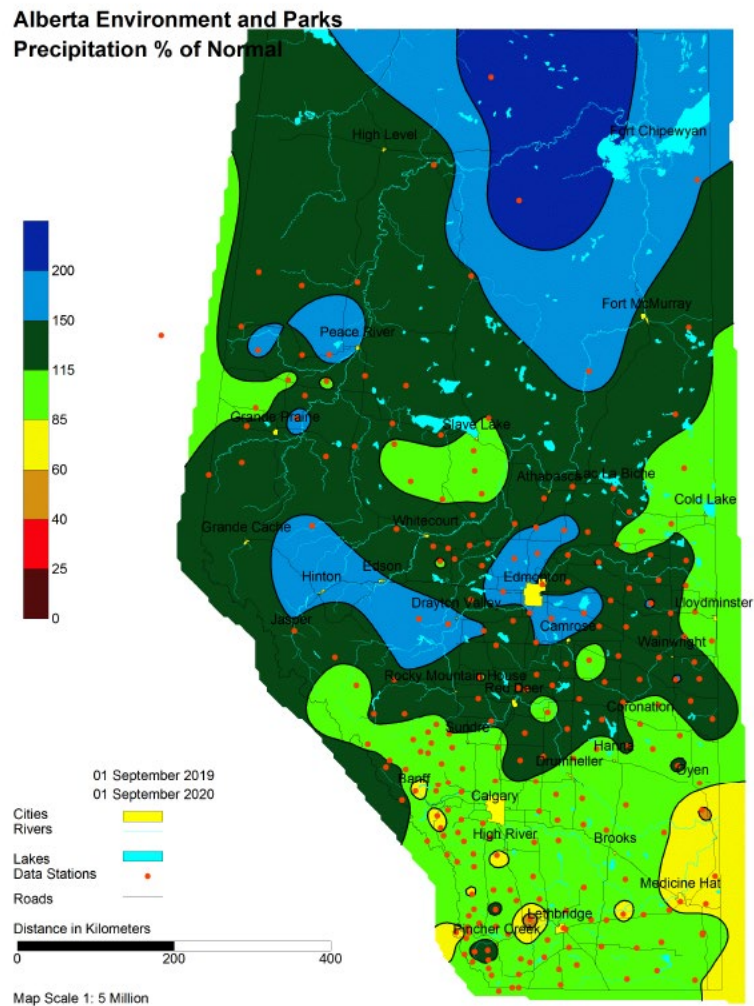 Alberta Environment and Parks
Precipitation % of Normal
High Level
Fort Chipewyan
200
150
115
85
60
40
25
0
Fort McMurray
Peace River
Grande Prairie
Slave Lake
Athabasca
Lac La Biche
Cold Lake
Grande Cache
Whitecourt
Hinton
Edson
Edmonton
Drayton Valley
Lloydminster
Jasper
Camrose
Wainwright
Rocky Mountain House
Red Deer
Coronation
Sundre
Hanna
Drumheller
Oyen
Banff
Calgary
High River
Brooks
Medicine Hat
Lethbridge
Pincher Creek
01 September 2019
01 September 2020
Cities
Rivers
Lakes
Data Stations
Roads
Distance in Kilometers
0 200 400
Map Scale 1: 5 Million